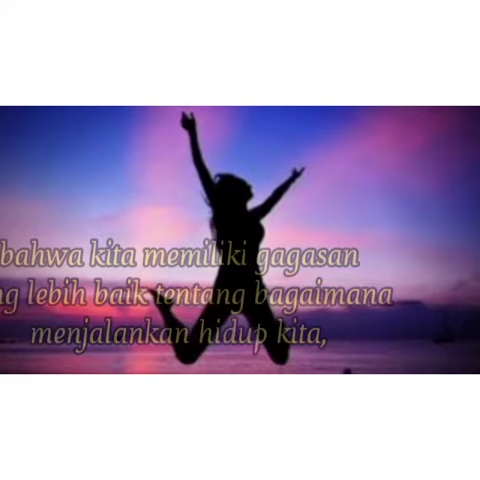 bahwa kita memiliki gagasan
lebih baik tentang bagaimana
menjalankan hidup kita,